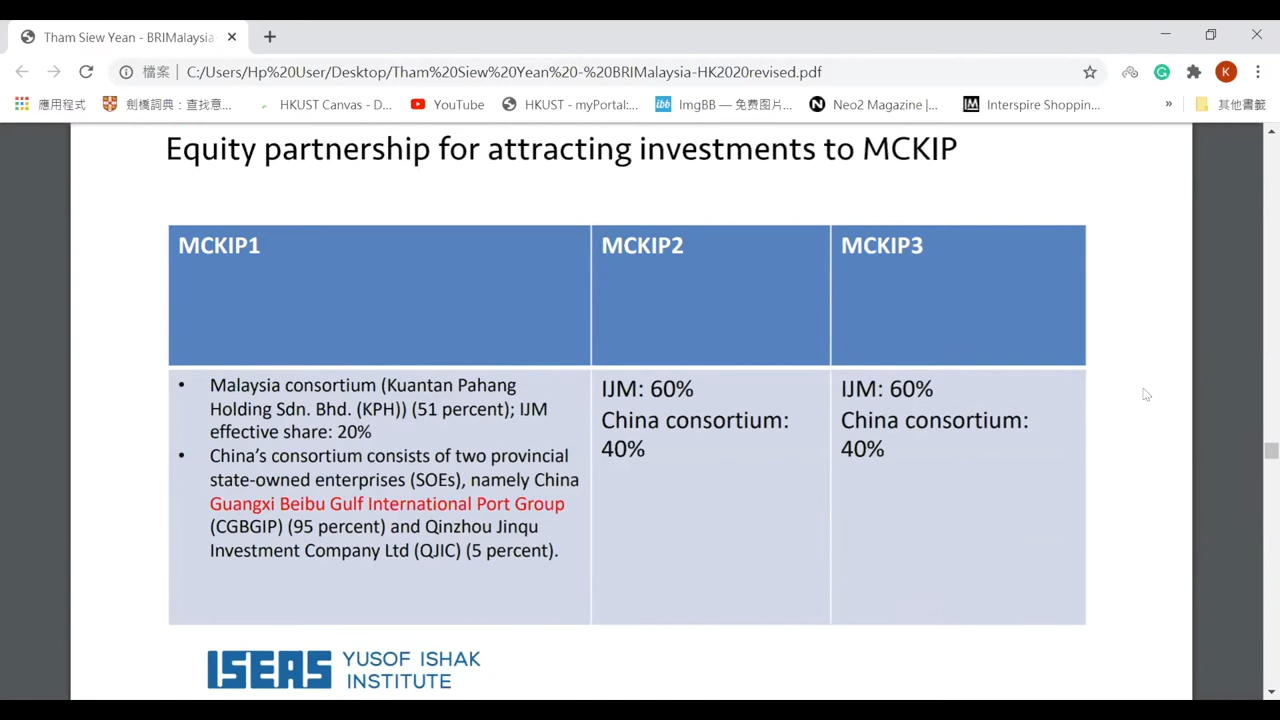 Tham Siew Yean - BRIMalaysia
檔案
C:/Users/Hp%20User/Desktop/Tham%20Siew%20Yean%20-%20BRIMalaysia-HK2020revised.pdf
K
應用程式
劍橋詞典：查找意...
HKUST Canvas - D...
YouTube
HKUST - myPortal:...
ibb
ImgBB — 免费图片...
N
Neo2 Magazine |...
IM
Interspire Shoppin...
»
其他書籤
Equity partnership for attracting investments to MCKIP
MCKIP1
MCKIP2
MCKIP3
• Malaysia consortium (Kuantan Pahang
Holding Sdn. Bhd. (KPH)) (51 percent); IJM
effective share: 20%
• China’s consortium consists of two provincial
state-owned enterprises (SOEs), namely China
Guangxi Beibu Gulf International Port Group
(CGBGIP) (95 percent) and Qinzhou Jinqu
Investment Company Ltd (QJIC) (5 percent).
IJM: 60%
China consortium:
40%
IJM: 60%
China consortium:
40%
ISEAS
YUSOF ISHAK
INSTITUTE